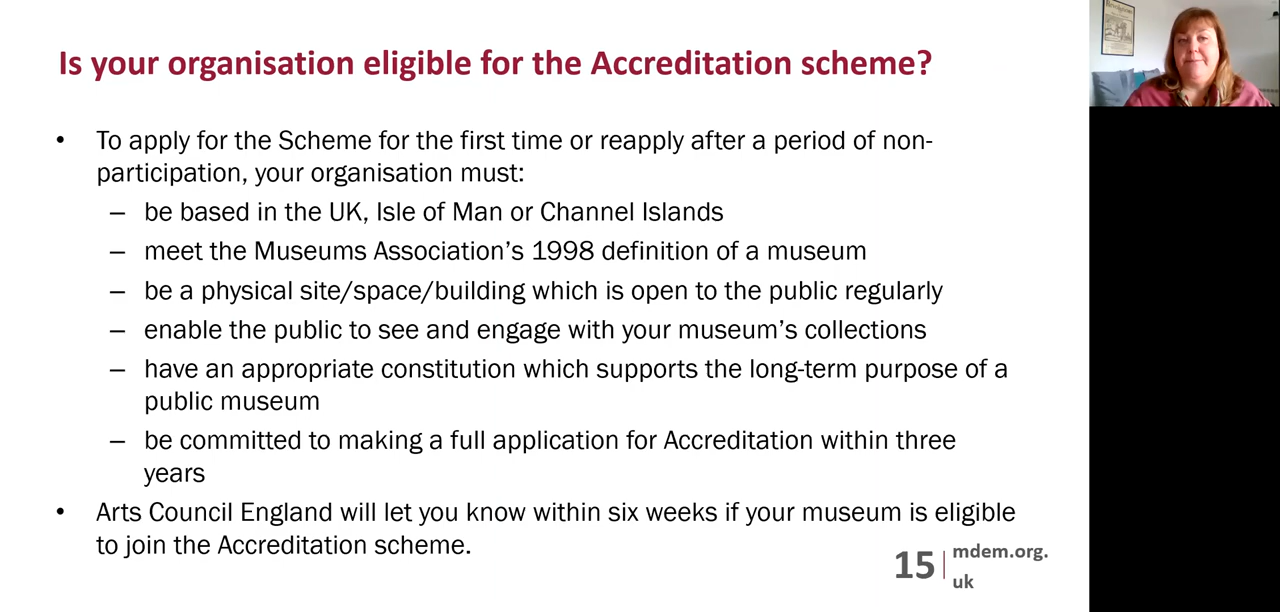 Is your organisation eligible for the Accreditation scheme?
• To apply for the Scheme for the first time or reapply after a period of non-
participation, your organisation must:
– be based in the UK, Isle of Man or Channel Islands
– meet the Museums Association’s 1998 definition of a museum
– be a physical site/space/building which is open to the public regularly
– enable the public to see and engage with your museum’s collections
– have an appropriate constitution which supports the long-term purpose of a
public museum
– be committed to making a full application for Accreditation within three
years
• Arts Council England will let you know within six weeks if your museum is eligible
to join the Accreditation scheme.
15
mdem.org.
uk